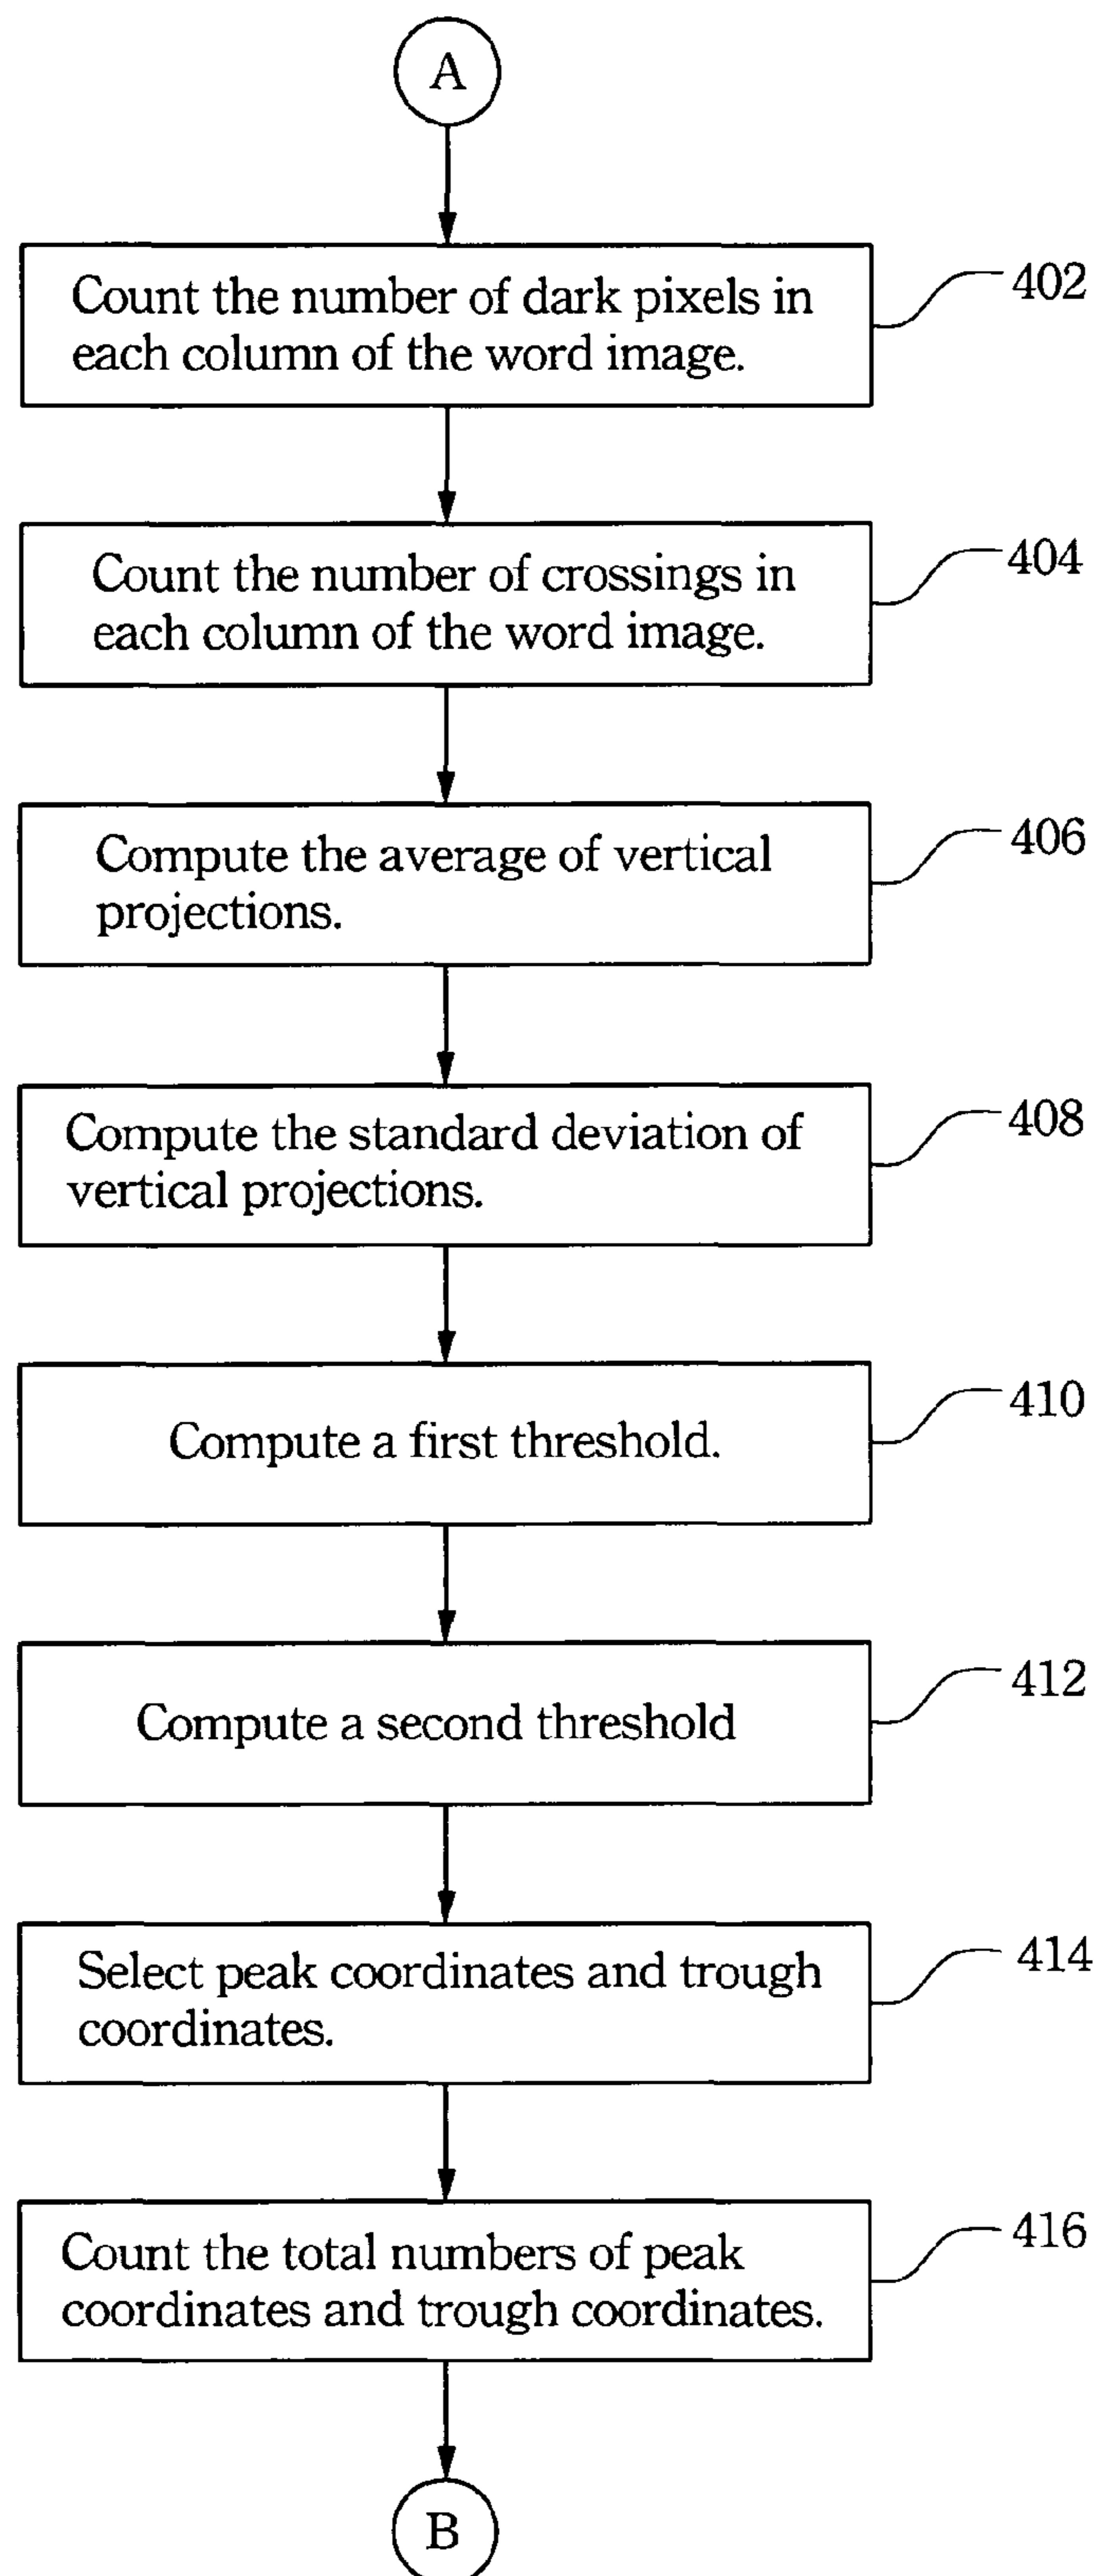 A
Count the number of dark pixels in
each column of the word image.
402
Count the number of crossings in
each column of the word image.
404
Compute the average of vertical
projections.
406
Compute the standard deviation of
vertical projections.
408
Compute a first threshold.
410
Compute a second threshold
412
Select peak coordinates and trough
coordinates.
414
Count the total numbers of peak
coordinates and trough coordinates.
416
B